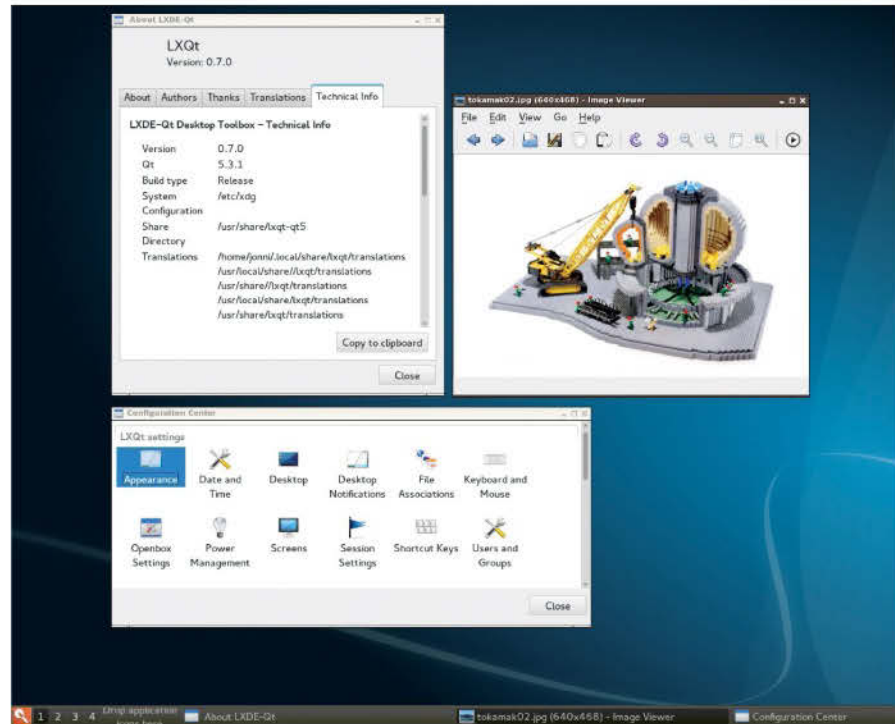 About LXDE-Qt
LXQt
Version: 0.7.0
About Authors Thanks Translations Technical Info
LXDE-Qt Desktop Toolbox – Technical Info
Version 0.7.0
Qt 5.3.1
Build type Release
System /etc/xdg
Configuration
Share /usr/share/lxqt-qt5
Directory
Translations /home/jonni/.local/share/lxqt/translations
/usr/local/share//lxqt/translations
/usr/share//lxqt/translations
/usr/local/share/lxqt/translations
/usr/share/lxqt/translations
Copy to clipboard
Close
tokamak02.jpg (640x468) - Image Viewer
File Edit View Go Help
Configuration Center
LXQt settings
Appearance Date and Desktop Desktop File Keyboard and
Time Notifications Associations Mouse
Openbox Power Screens Session Shortcut Keys Users and
Settings Management Settings Groups
Close
1 2 3 4 Drop application
icons here
About LXDE-Qt
tokamak02.jpg (640x468) - Image Viewer
Configuration Center